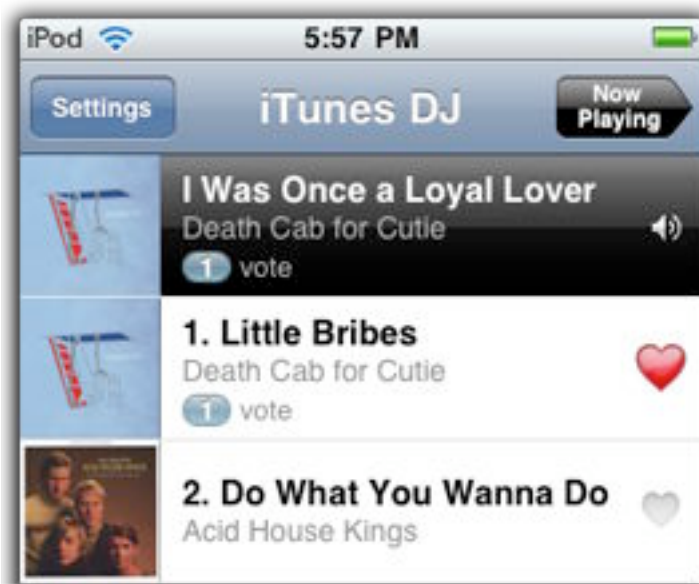 iPod 5:57 PM
Settings
iTunes DJ
Now
Playing
I Was Once a Loyal Lover
Death Cab for Cutie
1 vote
1. Little Bribes
Death Cab for Cutie
1 vote
2. Do What You Wanna Do
Acid House Kings